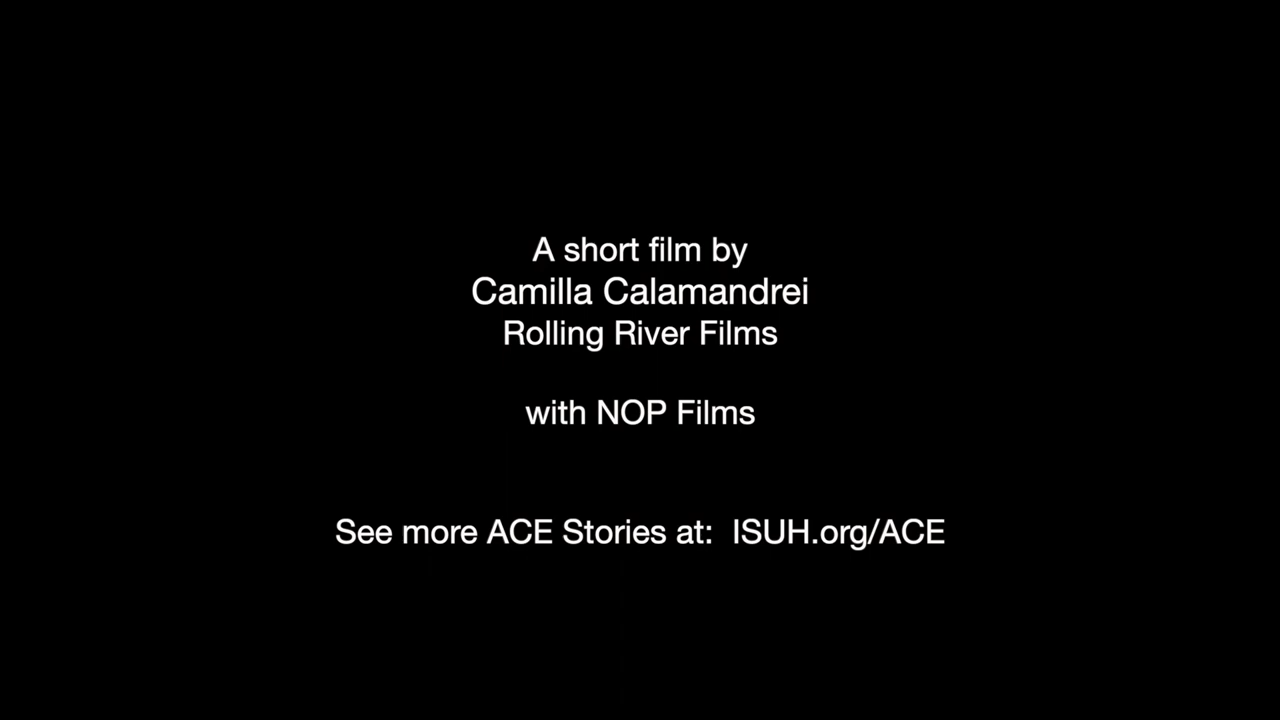 A short film by
Camilla Calamandrei
Rolling River Films
with NOP Films
See more ACE Stories at:  ISUH.org/ACE